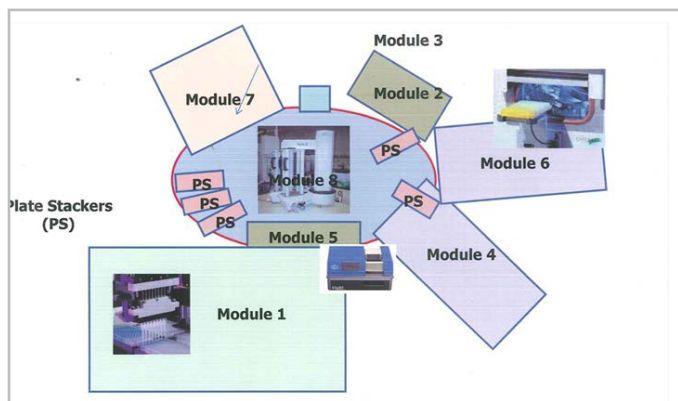 Module 3
Module 7
Module 2
PS
Module 6
Module 8
PS
PS
PS
PS
Plate Stackers
(PS)
Module 5
Module 4
Module 1